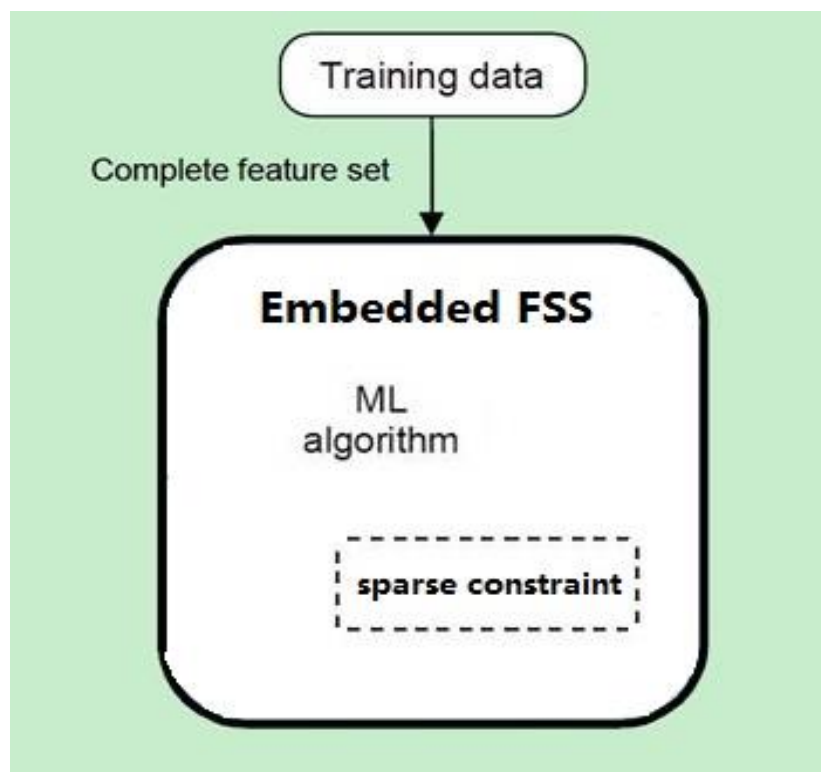 Training data
Complete feature set
Embedded FSS
ML
algorithm
sparse constraint